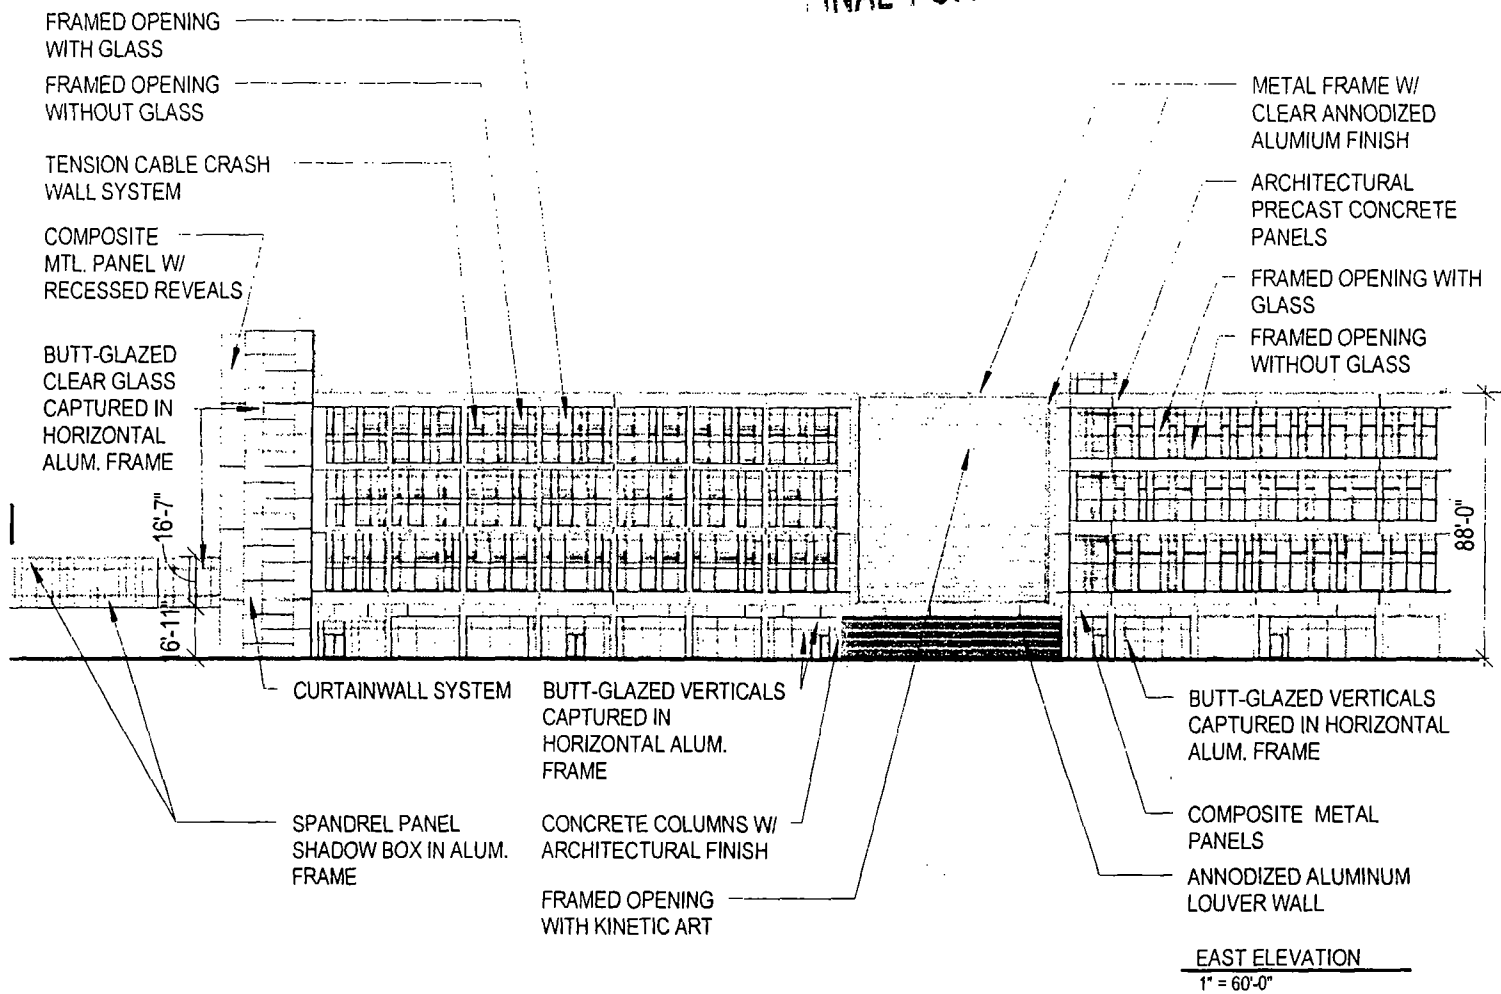 FRAMED OPENING
WITH GLASS
FRAMED OPENING
WITHOUT GLASS
TENSION CABLE CRASH
WALL SYSTEM
COMPOSITE
MTL. PANEL W/
RECESSED REVEALS
BUTT-GLAZED
CLEAR GLASS
CAPTURED IN
HORIZONTAL
ALUM. FRAME
16'-7"
6'-11"
METAL FRAME W/
CLEAR ANNODIZED
ALUMIUM FINISH
ARCHITECTURAL
PRECAST CONCRETE
PANELS
FRAMED OPENING WITH
GLASS
FRAMED OPENING
WITHOUT GLASS
88'-0"
CURTAINWALL SYSTEM
SPANDREL PANEL
SHADOW BOX IN ALUM.
FRAME
BUTT-GLAZED VERTICALS
CAPTURED IN
HORIZONTAL ALUM.
FRAME
CONCRETE COLUMNS W/
ARCHITECTURAL FINISH
FRAMED OPENING
WITH KINETIC ART
BUTT-GLAZED VERTICALS
CAPTURED IN HORIZONTAL
ALUM. FRAME
COMPOSITE METAL
PANELS
ANNODIZED ALUMINUM
LOUVER WALL
EAST ELEVATION
1" = 60'-0"